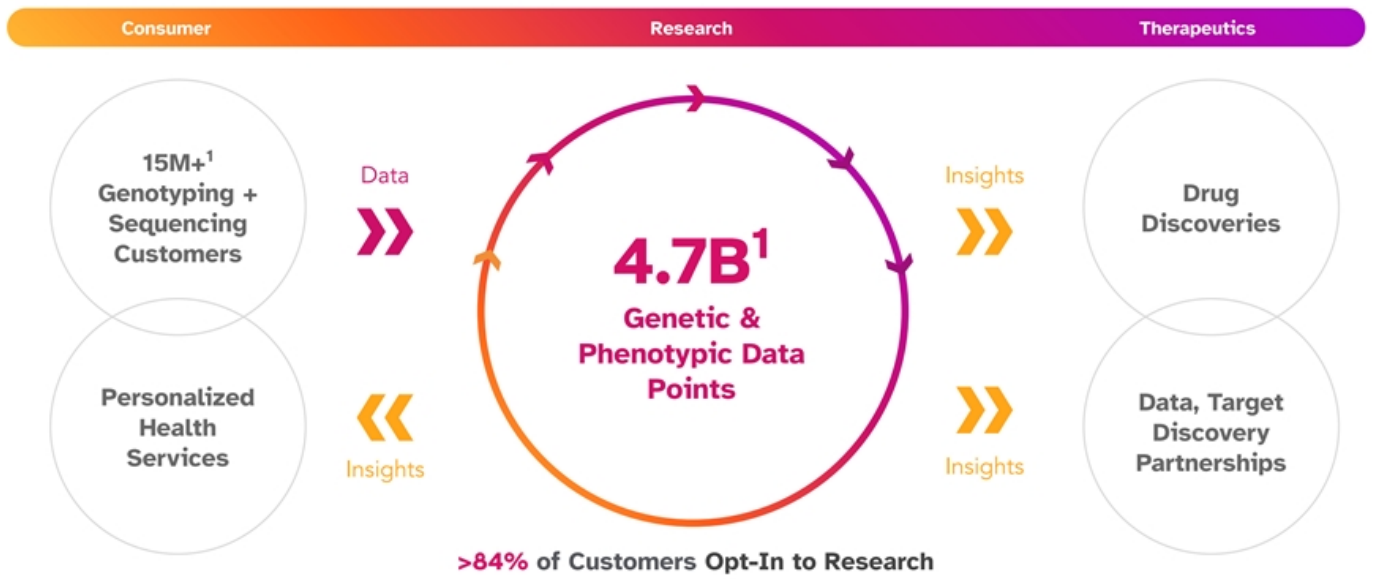 Consumer
Research
Therapeutics
15M+¹
Genotyping +
Sequencing
Customers
Data
Personalized
Health
Services
Insights
4.7B¹
Genetic &
Phenotypic Data
Points
>84% of Customers Opt-In to Research
Insights
Drug
Discoveries
Insights
Data, Target
Discovery
Partnerships